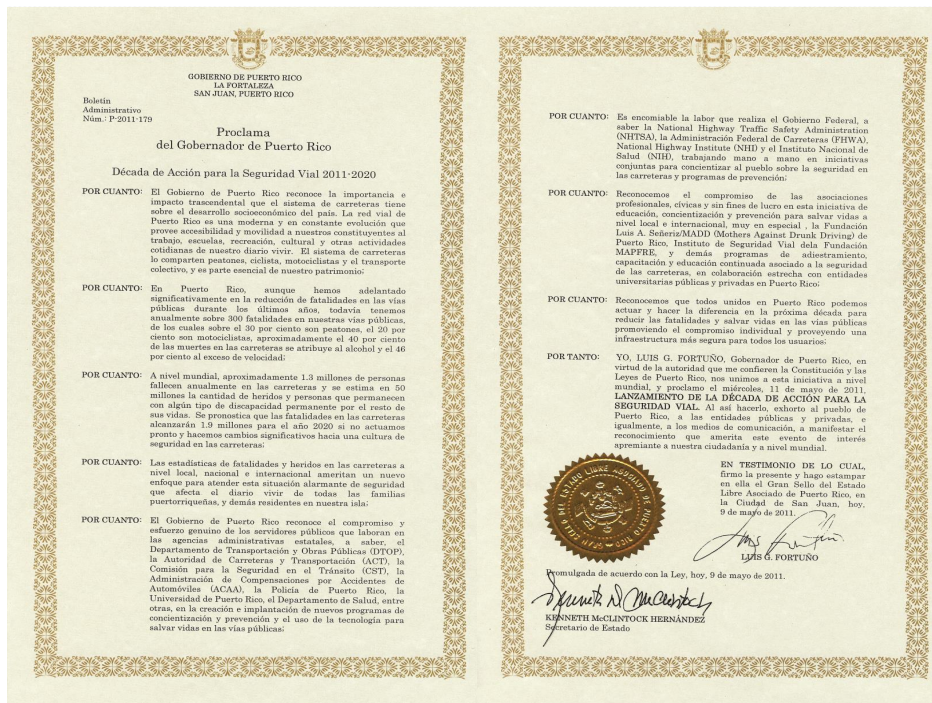 GOBIERNO DE PUERTO RICO
LA FORTALEZA
SAN JUAN, PUERTO RICO
Boletín
Administrativo
Núm.: P-2011-179
Proclama
del Gobernador de Puerto Rico
Década de Acción para la Seguridad Vial 2011-2020
POR CUANTO: El Gobierno de Puerto Rico reconoce la importancia e
impacto trascendental que el sistema de carreteras tiene
sobre el desarrollo socioeconómico del país. La red vial de
Puerto Rico es una moderna y en constante evolución que
provee accesibilidad y movilidad a nuestros constituyentes al
trabajo, escuelas, recreación, cultural y otras actividades
cotidianas de nuestro diario vivir. El sistema de carreteras
lo comparten peatones, ciclista, motociclistas y el transporte
colectivo, y es parte esencial de nuestro patrimonio;
POR CUANTO: En Puerto Rico, aunque hemos adelantado
significativamente en la reducción de fatalidades en las vías
públicas durante los últimos años, todavía tenemos
anualmente sobre 300 fatalidades en nuestras vías públicas,
de los cuales sobre el 30 por ciento son peatones, el 20 por
ciento son motociclistas, aproximadamente el 40 por ciento
de las muertes en las carreteras se atribuye al alcohol y el 46
por ciento al exceso de velocidad;
POR CUANTO: A nivel mundial, aproximadamente 1.3 millones de personas
fallecen anualmente en las carreteras y se estima en 50
millones la cantidad de heridos y personas que permanecen
con algún tipo de discapacidad permanente por el resto de
sus vidas. Se pronostica que las fatalidades en las carreteras
alcanzarán 1.9 millones para el año 2020 si no actuamos
pronto y hacemos cambios significativos hacia una cultura de
seguridad en las carreteras;
POR CUANTO: Las estadísticas de fatalidades y heridos en las carreteras a
nivel local, nacional e internacional ameritan un nuevo
enfoque para atender esta situación alarmante de seguridad
que afecta el diario vivir de todas las familias
puertorriqueñas, y demás residentes en nuestra isla;
POR CUANTO: El Gobierno de Puerto Rico reconoce el compromiso y
esfuerzo genuino de los servidores públicos que laboran en
las agencias administrativas estatales, a saber, el
Departamento de Transportación y Obras Públicas (DTOP),
la Autoridad de Carreteras y Transportación (ACT), la
Comisión para la Seguridad en el Tránsito (CST), la
Administración de Compensaciones por Accidentes de
Automóviles (ACAA), la Policía de Puerto Rico, la
Universidad de Puerto Rico, el Departamento de Salud, entre
otras, en la creación e implantación de nuevos programas de
concientización y prevención y el uso de la tecnología para
salvar vidas en las vías públicas;
POR CUANTO: Es encomiable la labor que realiza el Gobierno Federal, a
saber la National Highway Traffic Safety Administration
(NHTSA), la Administración Federal de Carreteras (FHWA),
National Highway Institute (NHI) y el Instituto Nacional de
Salud (NIH), trabajando mano a mano en iniciativas
conjuntas para concientizar al pueblo sobre la seguridad en
las carreteras y programas de prevención;
POR CUANTO: Reconocemos el compromiso de las asociaciones
profesionales, cívicas y sin fines de lucro en esta iniciativa de
educación, concientización y prevención para salvar vidas a
nivel local e internacional, muy en especial , la Fundación
Luis A. Señeriz/MADD (Mothers Against Drunk Driving) de
Puerto Rico, Instituto de Seguridad Vial dela Fundación
MAPFRE, y demás programas de adiestramiento,
capacitación y educación continuada asociado a la seguridad
de las carreteras, en colaboración estrecha con entidades
universitarias públicas y privadas en Puerto Rico;
POR CUANTO: Reconocemos que todos unidos en Puerto Rico podemos
actuar y hacer la diferencia en la próxima década para
reducir las fatalidades y salvar vidas en las vías públicas
promoviendo el compromiso individual y proveyendo una
infraestructura más segura para todos los usuarios;
POR TANTO: YO, LUIS G. FORTUÑO, Gobernador de Puerto Rico, en
virtud de la autoridad que me confieren la Constitución y las
Leyes de Puerto Rico, nos unimos a esta iniciativa a nivel
mundial, y proclamo el miércoles, 11 de mayo de 2011,
LANZAMIENTO DE LA DÉCADA DE ACCIÓN PARA LA
SEGURIDAD VIAL. Al así hacerlo, exhorto al pueblo de
Puerto Rico, a las entidades públicas y privadas, e
igualmente, a los medios de comunicación, a manifestar el
reconocimiento que amerita este evento de interés
apremiante a nuestra ciudadanía y a nivel mundial.
EN TESTIMONIO DE LO CUAL,
firmo la presente y hago estampar
en ella el Gran Sello del Estado
Libre Asociado de Puerto Rico, en
la Ciudad de San Juan, hoy,
9 de mayo de 2011.
LUIS G. FORTUÑO
Promulgada de acuerdo con la Ley, hoy, 9 de mayo de 2011.
Kenneth D. McClintock
KENNETH McCLINTOCK HERNÁNDEZ
Secretario de Estado